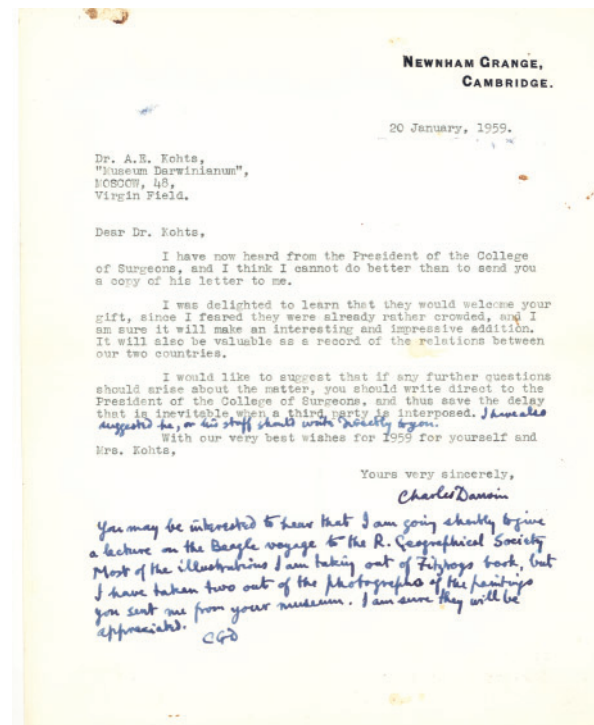 NEWNHAM GRANGE,
CAMBRIDGE.
20 January, 1959.
Dr. A.E. Kohts,
"Museum Darwinianum",
MOSCOW, 48,
Virgin Field.
Dear Dr. Kohts,
I have now heard from the President of the College
of Surgeons, and I think I cannot do better than to send you
a copy of his letter to me.
I was delighted to learn that they would welcome your
gift, since I feared they were already rather crowded, and I
am sure it will make an interesting and impressive addition.
It will also be valuable as a record of the relations between
our two countries.
I would like to suggest that if any further questions
should arise about the matter, you should write direct to the
President of the College of Surgeons, and thus save the delay
that is inevitable when a third party is interposed. I have also
suggested he, or his staff should write directly to you.
With our very best wishes for 1959 for yourself and
Mrs. Kohts,
Yours very sincerely,
Charles Darwin
You may be interested to hear that I am going shortly to give
a lecture on the Beagle voyage to the R. Geographical Society
Most of the illustrations I am taking out of Fitzroys book, but
I have taken two out of the photographs of the paintings
you sent me from your museum. I am sure they will be
appreciated.
CGD